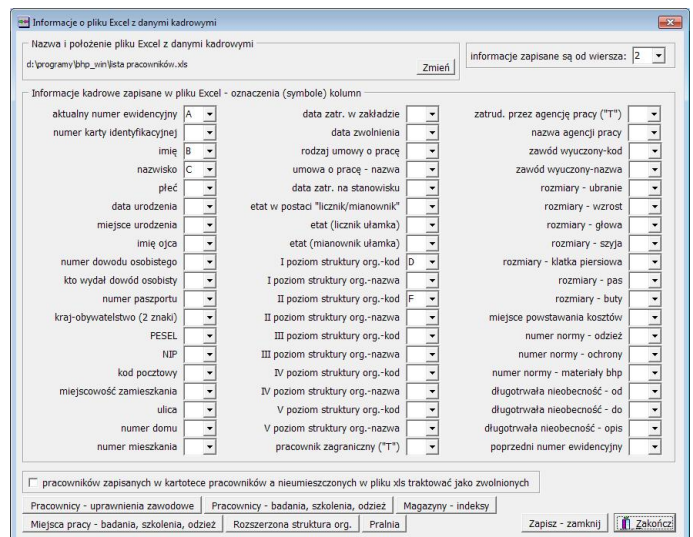 Informacje o pliku Excel z danymi kadrowymi
Nazwa i położenie pliku Excel z danymi kadrowymi
d:\programy\bhp_win\lista pracowników.xls
Zmień
informacje zapisane są od wiersza: 2
Informacje kadrowe zapisane w pliku Excel - oznaczenia (symbole) kolumn
aktualny numer ewidencyjny A
numer karty identyfikacyjnej
imię B
nazwisko C
płeć
data urodzenia
miejsce urodzenia
imię ojca
numer dowodu osobistego
kto wydał dowód osobisty
numer paszportu
kraj-obywatelstwo (2 znaki)
PESEL
NIP
kod pocztowy
miejscowość zamieszkania
ulica
numer domu
numer mieszkania
data zatr. w zakładzie
data zwolnienia
rodzaj umowy o pracę
umowa o pracę - nazwa
data zatr. na stanowisku
etat w postaci "licznik/mianownik"
etat (licznik ułamka)
etat (mianownik ułamka)
I poziom struktury org.-kod D
I poziom struktury org.-nazwa
II poziom struktury org.-kod F
II poziom struktury org.-nazwa
III poziom struktury org.-kod
III poziom struktury org.-nazwa
IV poziom struktury org.-kod
IV poziom struktury org.-nazwa
V poziom struktury org.-kod
V poziom struktury org.-nazwa
pracownik zagraniczny ("T")
zatrud. przez agencję pracy ("T")
nazwa agencji pracy
zawód wyuczony-kod
zawód wyuczony-nazwa
rozmiary - ubranie
rozmiary - wzrost
rozmiary - głowa
rozmiary - szyja
rozmiary - klatka piersiowa
rozmiary - pas
rozmiary - buty
miejsce powstawania kosztów
numer normy - odzież
numer normy - ochrony
numer normy - materiały bhp
długotrwała nieobecność - od
długotrwała nieobecność - do
długotrwała nieobecność - opis
poprzedni numer ewidencyjny
pracowników zapisanych w kartotece pracowników a nieumieszczonych w pliku xls traktować jako zwolnionych
Pracownicy - uprawnienia zawodowe
Pracownicy - badania, szkolenia, odzież
Magazyny - indeksy
Miejsca pracy - badania, szkolenia, odzież
Rozszerzona struktura org.
Pralnia
Zapisz - zamknij
Zakończ